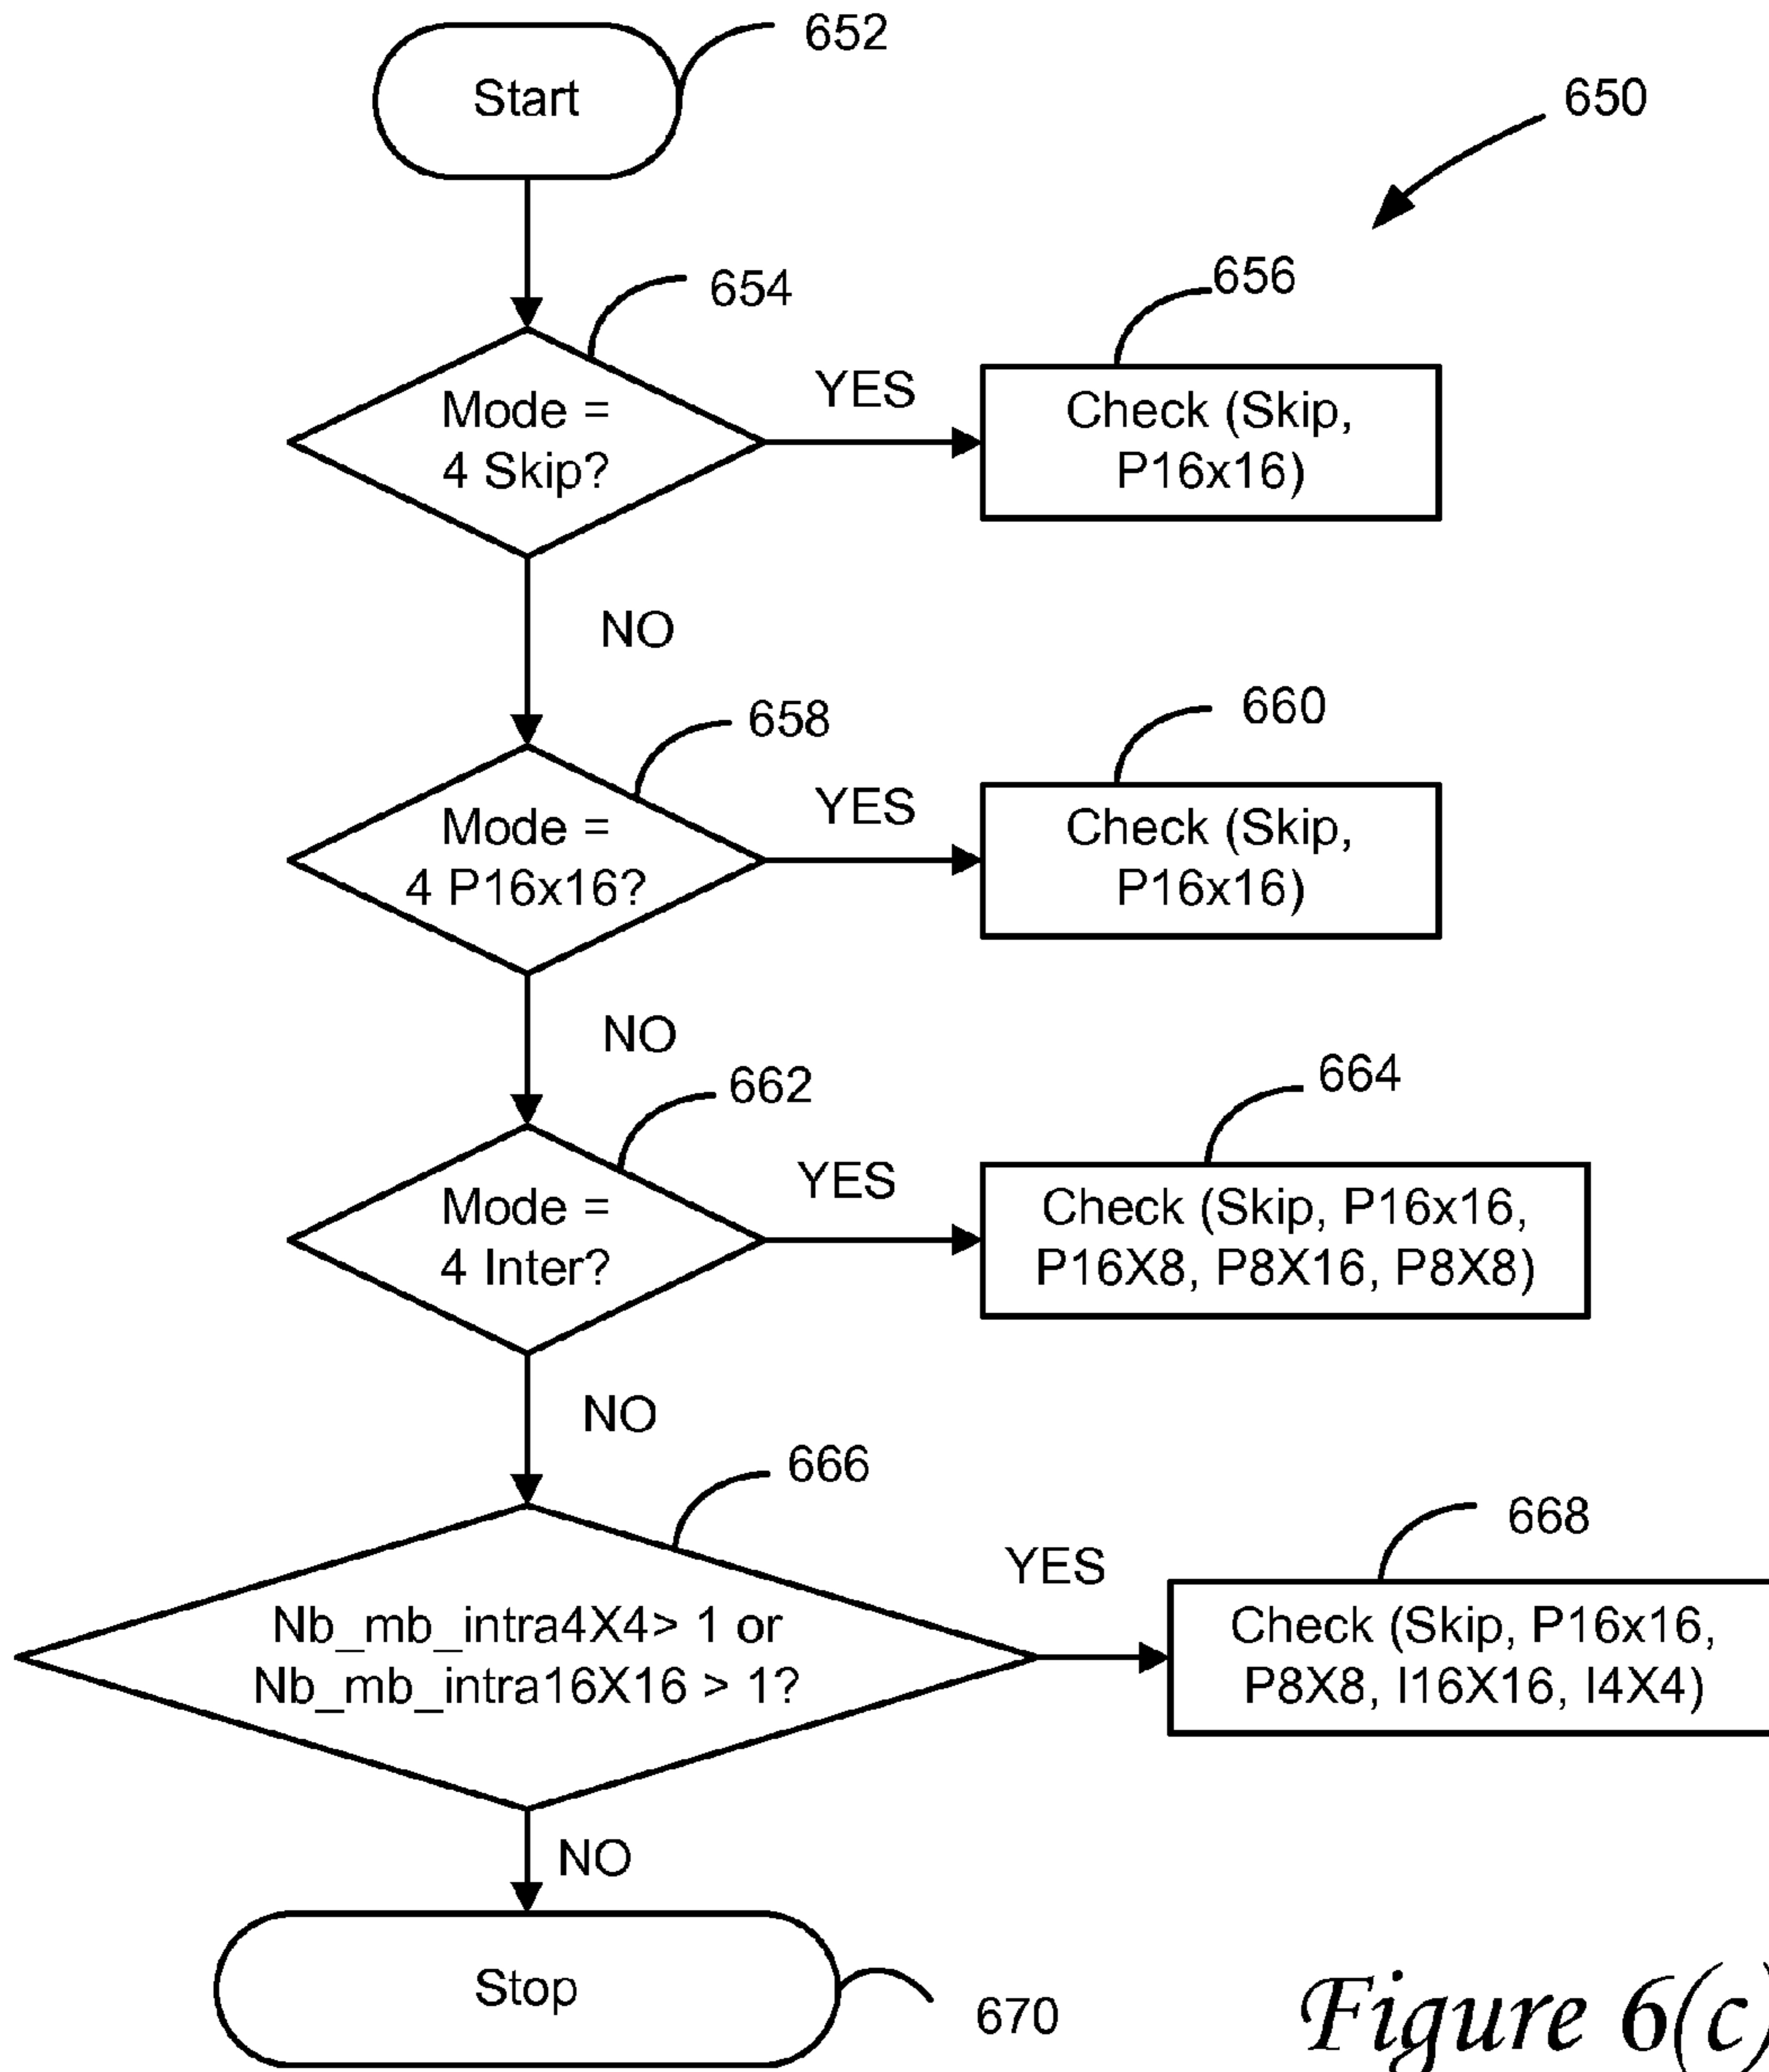 652
Start
650
654
656
Mode =
4 Skip?
YES
Check (Skip,
P16x16)
NO
658
660
Mode =
4 P16x16?
YES
Check (Skip,
P16x16)
NO
662
664
Mode =
4 Inter?
YES
Check (Skip, P16x16,
P16X8, P8X16, P8X8)
NO
666
668
Nb_mb_intra4X4> 1 or
Nb_mb_intra16X16 > 1?
YES
Check (Skip, P16x16,
P8X8, I16X16, I4X4)
NO
Stop
670
Figure 6(c)